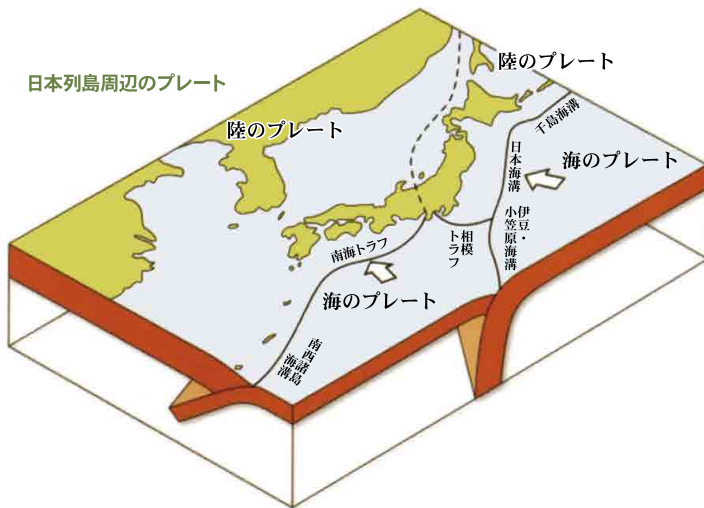 陸のプレート
日本列島周辺のプレート
陸のプレート
千島海溝
日本海溝
海のプレート
伊豆・
小笠原海溝
相模
トラフ
南海トラフ
海のプレート
南西諸島
海溝